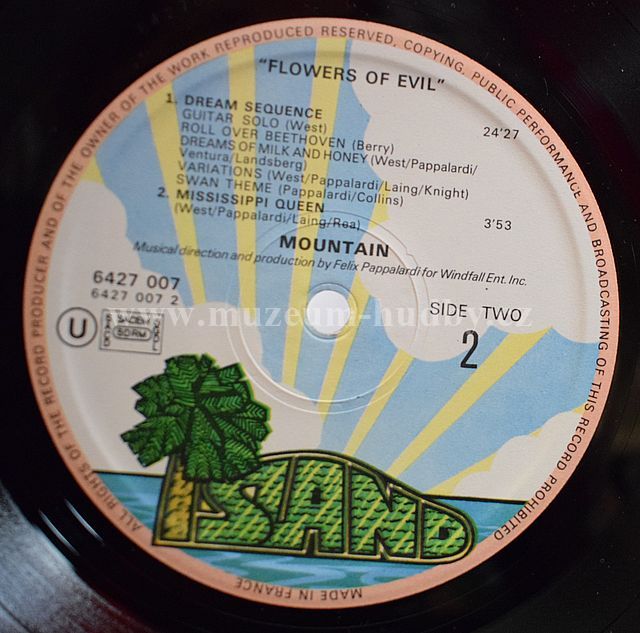 ALL RIGHTS OF THE RECORD PRODUCER AND OF THE OWNER OF THE WORK REPRODUCED RESERVED, COPYING, PUBLIC PERFORMANCE AND BROADCASTING OF THIS RECORD PROHIBITED
"FLOWERS OF EVIL"
1. DREAM SEQUENCE
GUITAR SOLO (West) 24'27
ROLL OVER BEETHOVEN (Berry)
DREAMS OF MILK AND HONEY (West/Pappalardi/
Ventura/Landsberg)
VARIATIONS (West/Pappalardi/Laing/Knight)
SWAN THEME (Pappalardi/Collins)
2. MISSISSIPPI QUEEN
(West/Pappalardi/Laing/Rea) 3'53
MOUNTAIN
Musical direction and production by Felix Pappalardi for Windfall Ent. Inc.
6427 007
6427 007 2
SIDE TWO
www.muzeum-hudby.cz
U
SACEM
SDRM
2
ISLAND
MADE IN FRANCE